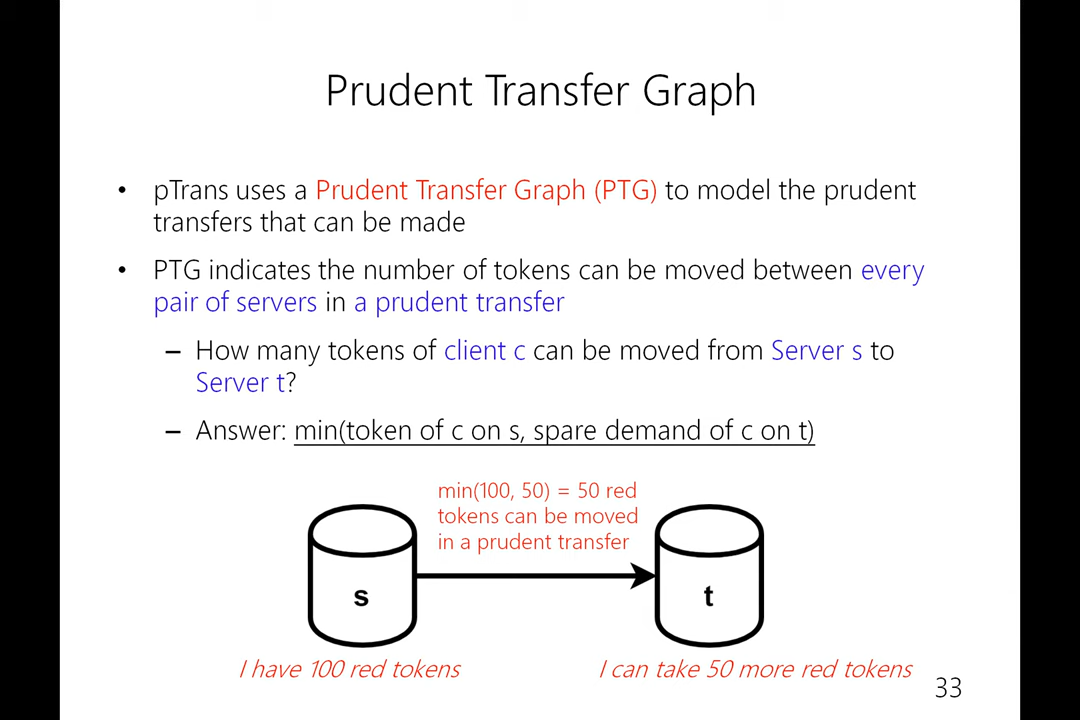 Prudent Transfer Graph
• pTrans uses a Prudent Transfer Graph (PTG) to model the prudent
transfers that can be made
• PTG indicates the number of tokens can be moved between every
pair of servers in a prudent transfer
– How many tokens of client c can be moved from Server s to
Server t?
– Answer: min(token of c on s, spare demand of c on t)
min(100, 50) = 50 red
tokens can be moved
in a prudent transfer
s
t
I have 100 red tokens
I can take 50 more red tokens
33